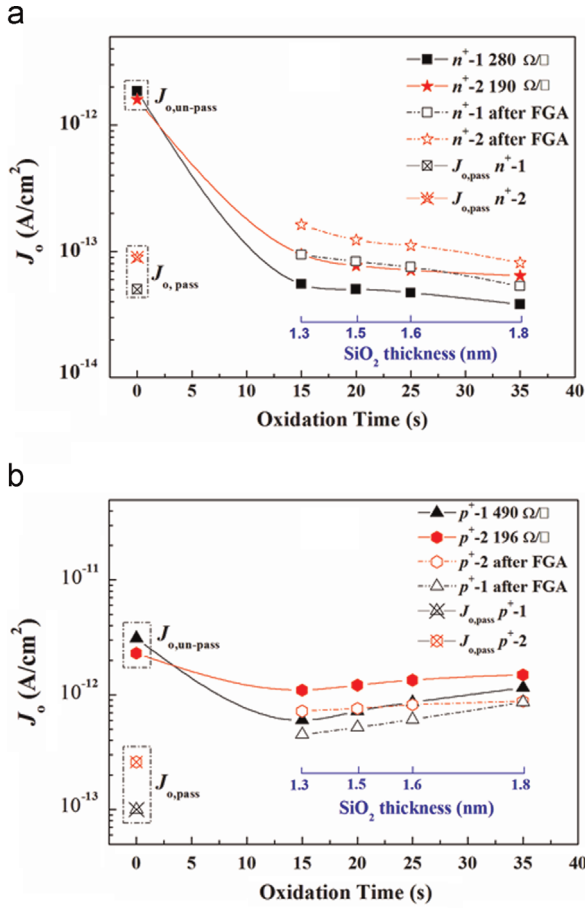 a
10⁻¹²
10⁻¹³
10⁻¹⁴
Jₒ (A/cm²)
Jo,un-pass
Jo, pass
n⁺-1 280 Ω/□
n⁺-2 190 Ω/□
n⁺-1 after FGA
n⁺-2 after FGA
Jo,pass n⁺-1
Jo,pass n⁺-2
1.3 1.5 1.6 1.8
SiO₂ thickness (nm)
0 5 10 15 20 25 30 35 40
Oxidation Time (s)
b
10⁻¹¹
10⁻¹²
10⁻¹³
Jₒ (A/cm²)
Jo,un-pass
Jo,pass
p⁺-1 490 Ω/□
p⁺-2 196 Ω/□
p⁺-2 after FGA
p⁺-1 after FGA
Jo,pass p⁺-1
Jo,pass p⁺-2
1.3 1.5 1.6 1.8
SiO₂ thickness (nm)
0 5 10 15 20 25 30 35 40
Oxidation Time (s)